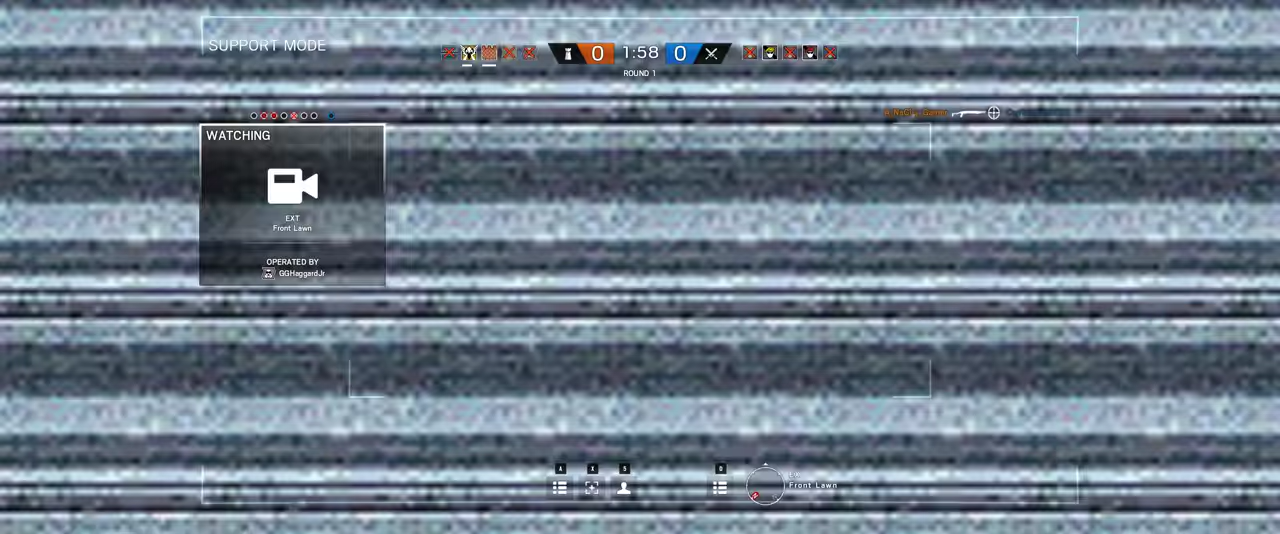 SUPPORT MODE
0 1:58 0
ROUND 1
WATCHING
EXT
Front Lawn
OPERATED BY
GGHaggardJr
A X S D
Front Lawn